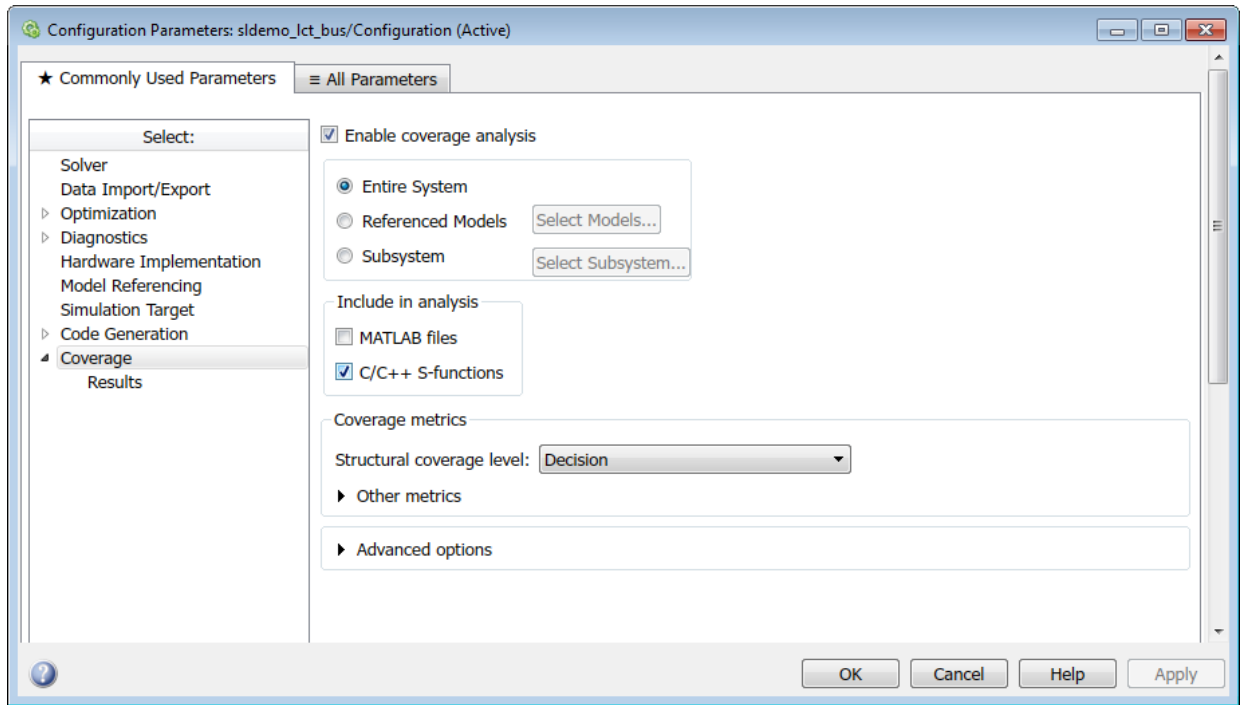 Configuration Parameters: sldemo_lct_bus/Configuration (Active)
★ Commonly Used Parameters
≡ All Parameters
Select:
Solver
Data Import/Export
Optimization
Diagnostics
Hardware Implementation
Model Referencing
Simulation Target
Code Generation
Coverage
Results
Enable coverage analysis
Entire System
Referenced Models Select Models...
Subsystem Select Subsystem...
Include in analysis
MATLAB files
C/C++ S-functions
Coverage metrics
Structural coverage level: Decision
Other metrics
Advanced options
OK Cancel Help Apply